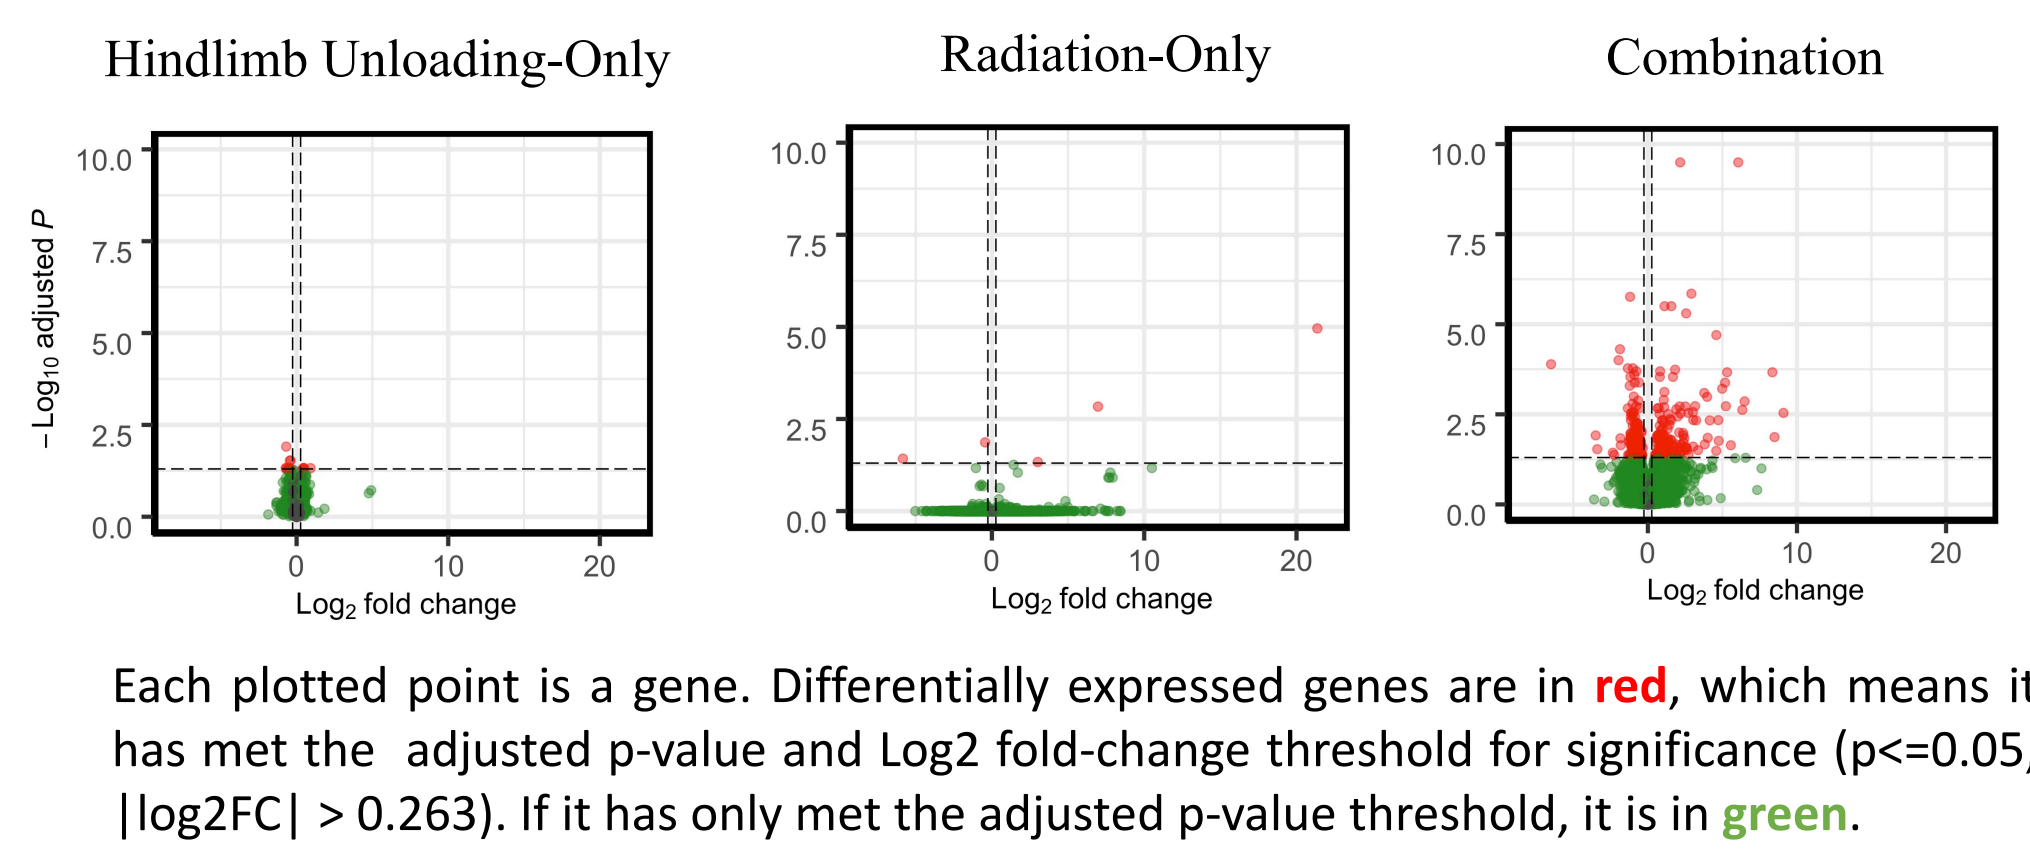 Hindlimb Unloading-Only
Radiation-Only
Combination
10.0
7.5
5.0
2.5
0.0
−Log10 adjusted P
0 10 20
Log2 fold change
10.0
7.5
5.0
2.5
0.0
0 10 20
Log2 fold change
10.0
7.5
5.0
2.5
0.0
0 10 20
Log2 fold change
Each plotted point is a gene. Differentially expressed genes are in red, which means it
has met the adjusted p-value and Log2 fold-change threshold for significance (p<=0.05,
|log2FC| > 0.263). If it has only met the adjusted p-value threshold, it is in green.